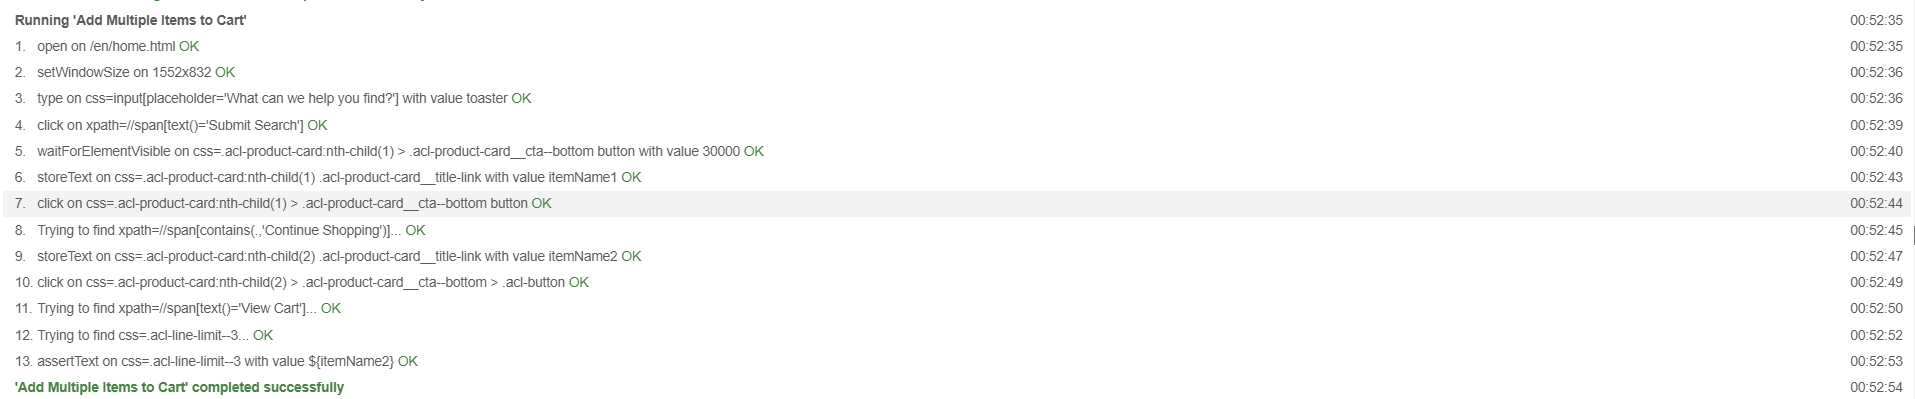 Running 'Add Multiple Items to Cart' 00:52:35
1. open on /en/home.html OK 00:52:35
2. setWindowSize on 1552x832 OK 00:52:36
3. type on css=input[placeholder='What can we help you find?'] with value toaster OK 00:52:36
4. click on xpath=//span[text()='Submit Search'] OK 00:52:39
5. waitForElementVisible on css=.acl-product-card:nth-child(1) > .acl-product-card__cta--bottom button with value 30000 OK 00:52:40
6. storeText on css=.acl-product-card:nth-child(1) .acl-product-card__title-link with value itemName1 OK 00:52:43
7. click on css=.acl-product-card:nth-child(1) > .acl-product-card__cta--bottom button OK 00:52:44
8. Trying to find xpath=//span[contains(.,'Continue Shopping')]... OK 00:52:45
9. storeText on css=.acl-product-card:nth-child(2) .acl-product-card__title-link with value itemName2 OK 00:52:47
10. click on css=.acl-product-card:nth-child(2) > .acl-product-card__cta--bottom > .acl-button OK 00:52:49
11. Trying to find xpath=//span[text()='View Cart']... OK 00:52:50
12. Trying to find css=.acl-line-limit--3... OK 00:52:52
13. assertText on css=.acl-line-limit--3 with value ${itemName2} OK 00:52:53
'Add Multiple Items to Cart' completed successfully 00:52:54